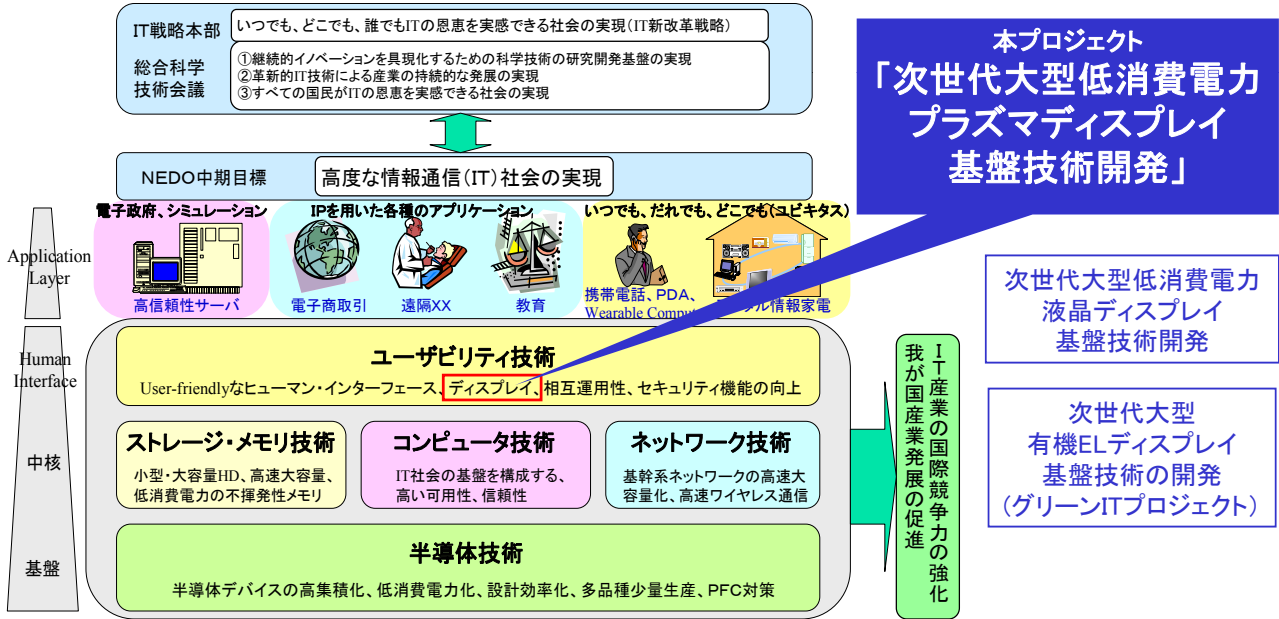 IT戦略本部
いつでも、どこでも、誰でもITの恩恵を実感できる社会の実現(IT新改革戦略)
総合科学
技術会議
①継続的イノベーションを具現化するための科学技術の研究開発基盤の実現
②革新的IT技術による産業の持続的な発展の実現
③すべての国民がITの恩恵を実感できる社会の実現
本プロジェクト
「次世代大型低消費電力
プラズマディスプレイ
基盤技術開発」
NEDO中期目標
高度な情報通信(IT)社会の実現
電子政府、シミュレーション
IPを用いた各種のアプリケーション
いつでも、だれでも、どこでも(ユビキタス)
Application
Layer
高信頼性サーバ
電子商取引
遠隔XX
教育
携帯電話、PDA、
Wearable Comput
タル情報家電
次世代大型低消費電力
液晶ディスプレイ
基盤技術開発
Human
Interface
ユーザビリティ技術
User-friendlyなヒューマン・インターフェース、ディスプレイ、相互運用性、セキュリティ機能の向上
中核
ストレージ・メモリ技術
小型・大容量HD、高速大容量、
低消費電力の不揮発性メモリ
コンピュータ技術
IT社会の基盤を構成する、
高い可用性、信頼性
ネットワーク技術
基幹系ネットワークの高速大
容量化、高速ワイヤレス通信
基盤
半導体技術
半導体デバイスの高集積化、低消費電力化、設計効率化、多品種少量生産、PFC対策
IT産業の国際競争力の強化
我が国産業発展の促進
次世代大型
有機ELディスプレイ
基盤技術の開発
(グリーンITプロジェクト)